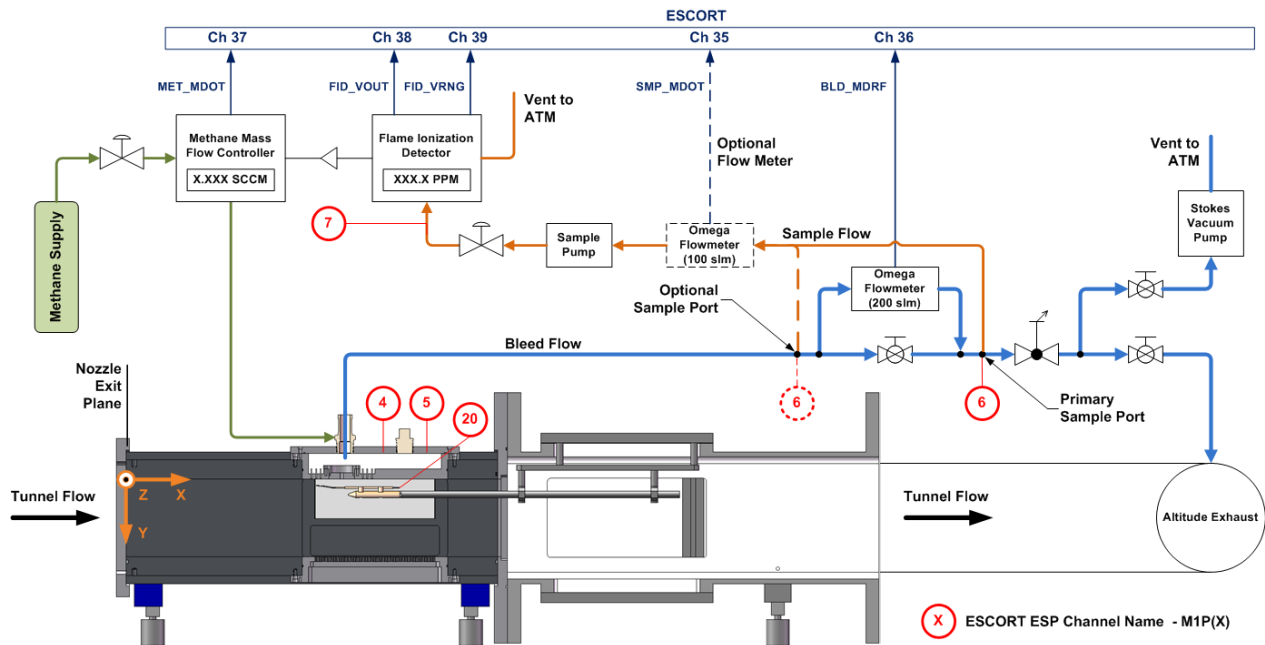 ESCORT
Ch 37
Ch 38
Ch 39
Ch 35
Ch 36
MET_MDOT
FID_VOUT
FID_VRNG
SMP_MDOT
BLD_MDRF
Vent to
ATM
Methane Mass
Flow Controller
X.XXX SCCM
Flame Ionization
Detector
XXX.X PPM
Optional
Flow Meter
Vent to
ATM
Methane Supply
7
Sample
Pump
Omega
Flowmeter
(100 slm)
Sample Flow
Stokes
Vacuum
Pump
Omega
Flowmeter
(200 slm)
Optional
Sample Port
Bleed Flow
Nozzle
Exit
Plane
4
5
20
6
6
Primary
Sample Port
Z
X
Y
Tunnel Flow
Tunnel Flow
Altitude Exhaust
X
ESCORT ESP Channel Name - M1P(X)